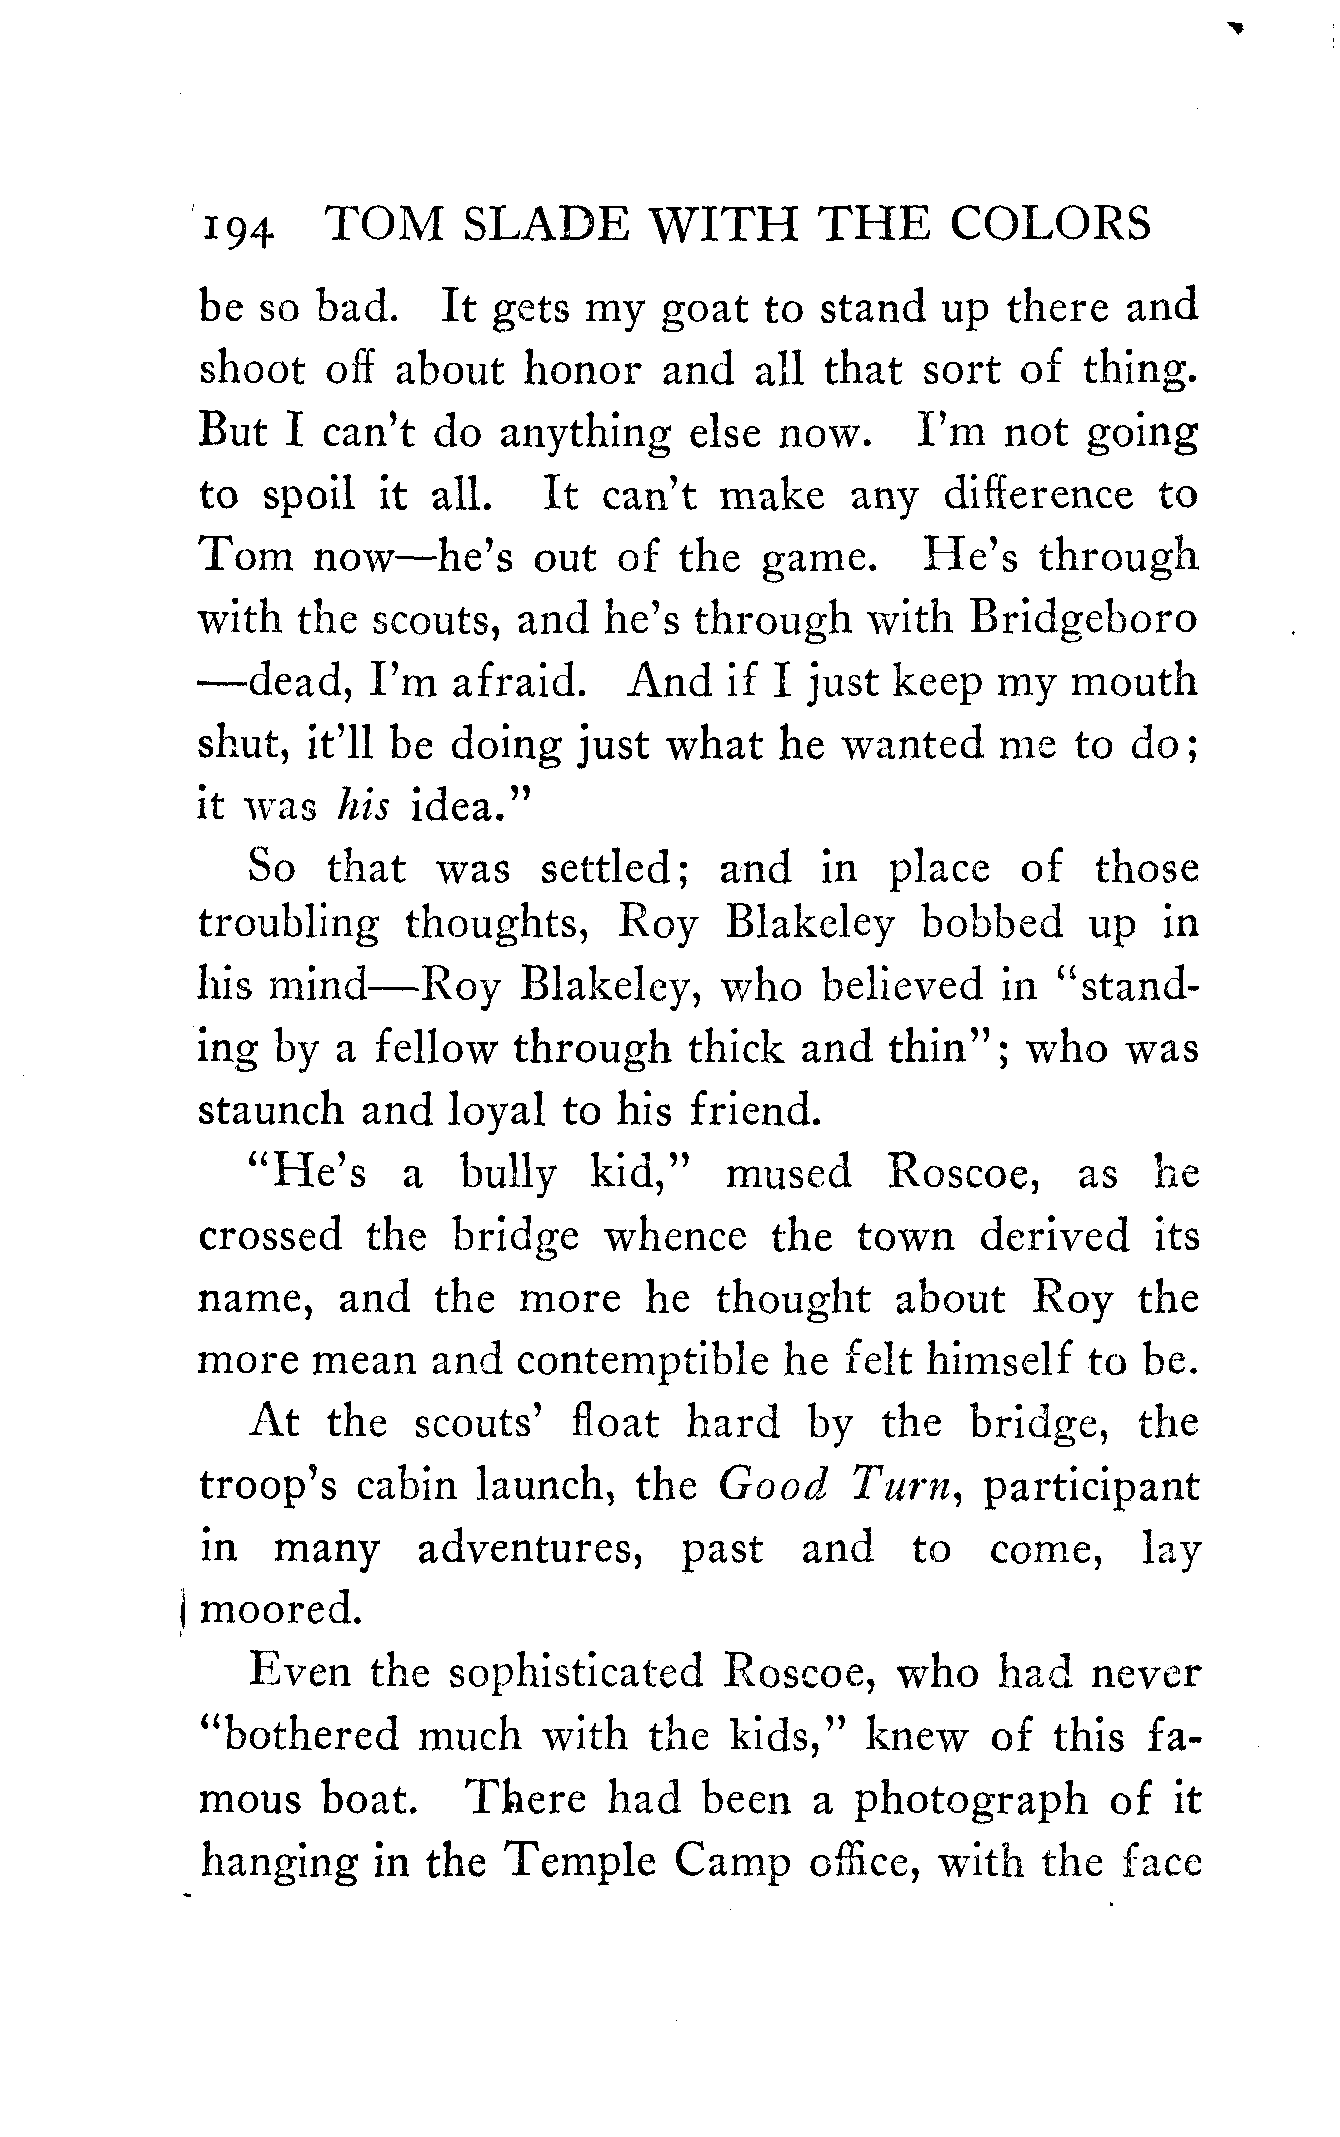 194 TOM SLADE WITH THE COLORS
be so bad. It gets my goat to stand up there and
shoot off about honor and all that sort of thing.
But I can't do anything else now. I'm not going
to spoil it all. It can't make any difference to
Tom now—he's out of the game. He's through
with the scouts, and he's through with Bridgeboro
—dead, I'm afraid. And if I just keep my mouth
shut, it'll be doing just what he wanted me to do;
it was his idea."
So that was settled; and in place of those
troubling thoughts, Roy Blakeley bobbed up in
his mind—Roy Blakeley, who believed in "stand-
ing by a fellow through thick and thin"; who was
staunch and loyal to his friend.
"He's a bully kid," mused Roscoe, as he
crossed the bridge whence the town derived its
name, and the more he thought about Roy the
more mean and contemptible he felt himself to be.
At the scouts' float hard by the bridge, the
troop's cabin launch, the Good Turn, participant
in many adventures, past and to come, lay
moored.
Even the sophisticated Roscoe, who had never
"bothered much with the kids," knew of this fa-
mous boat. There had been a photograph of it
hanging in the Temple Camp office, with the face